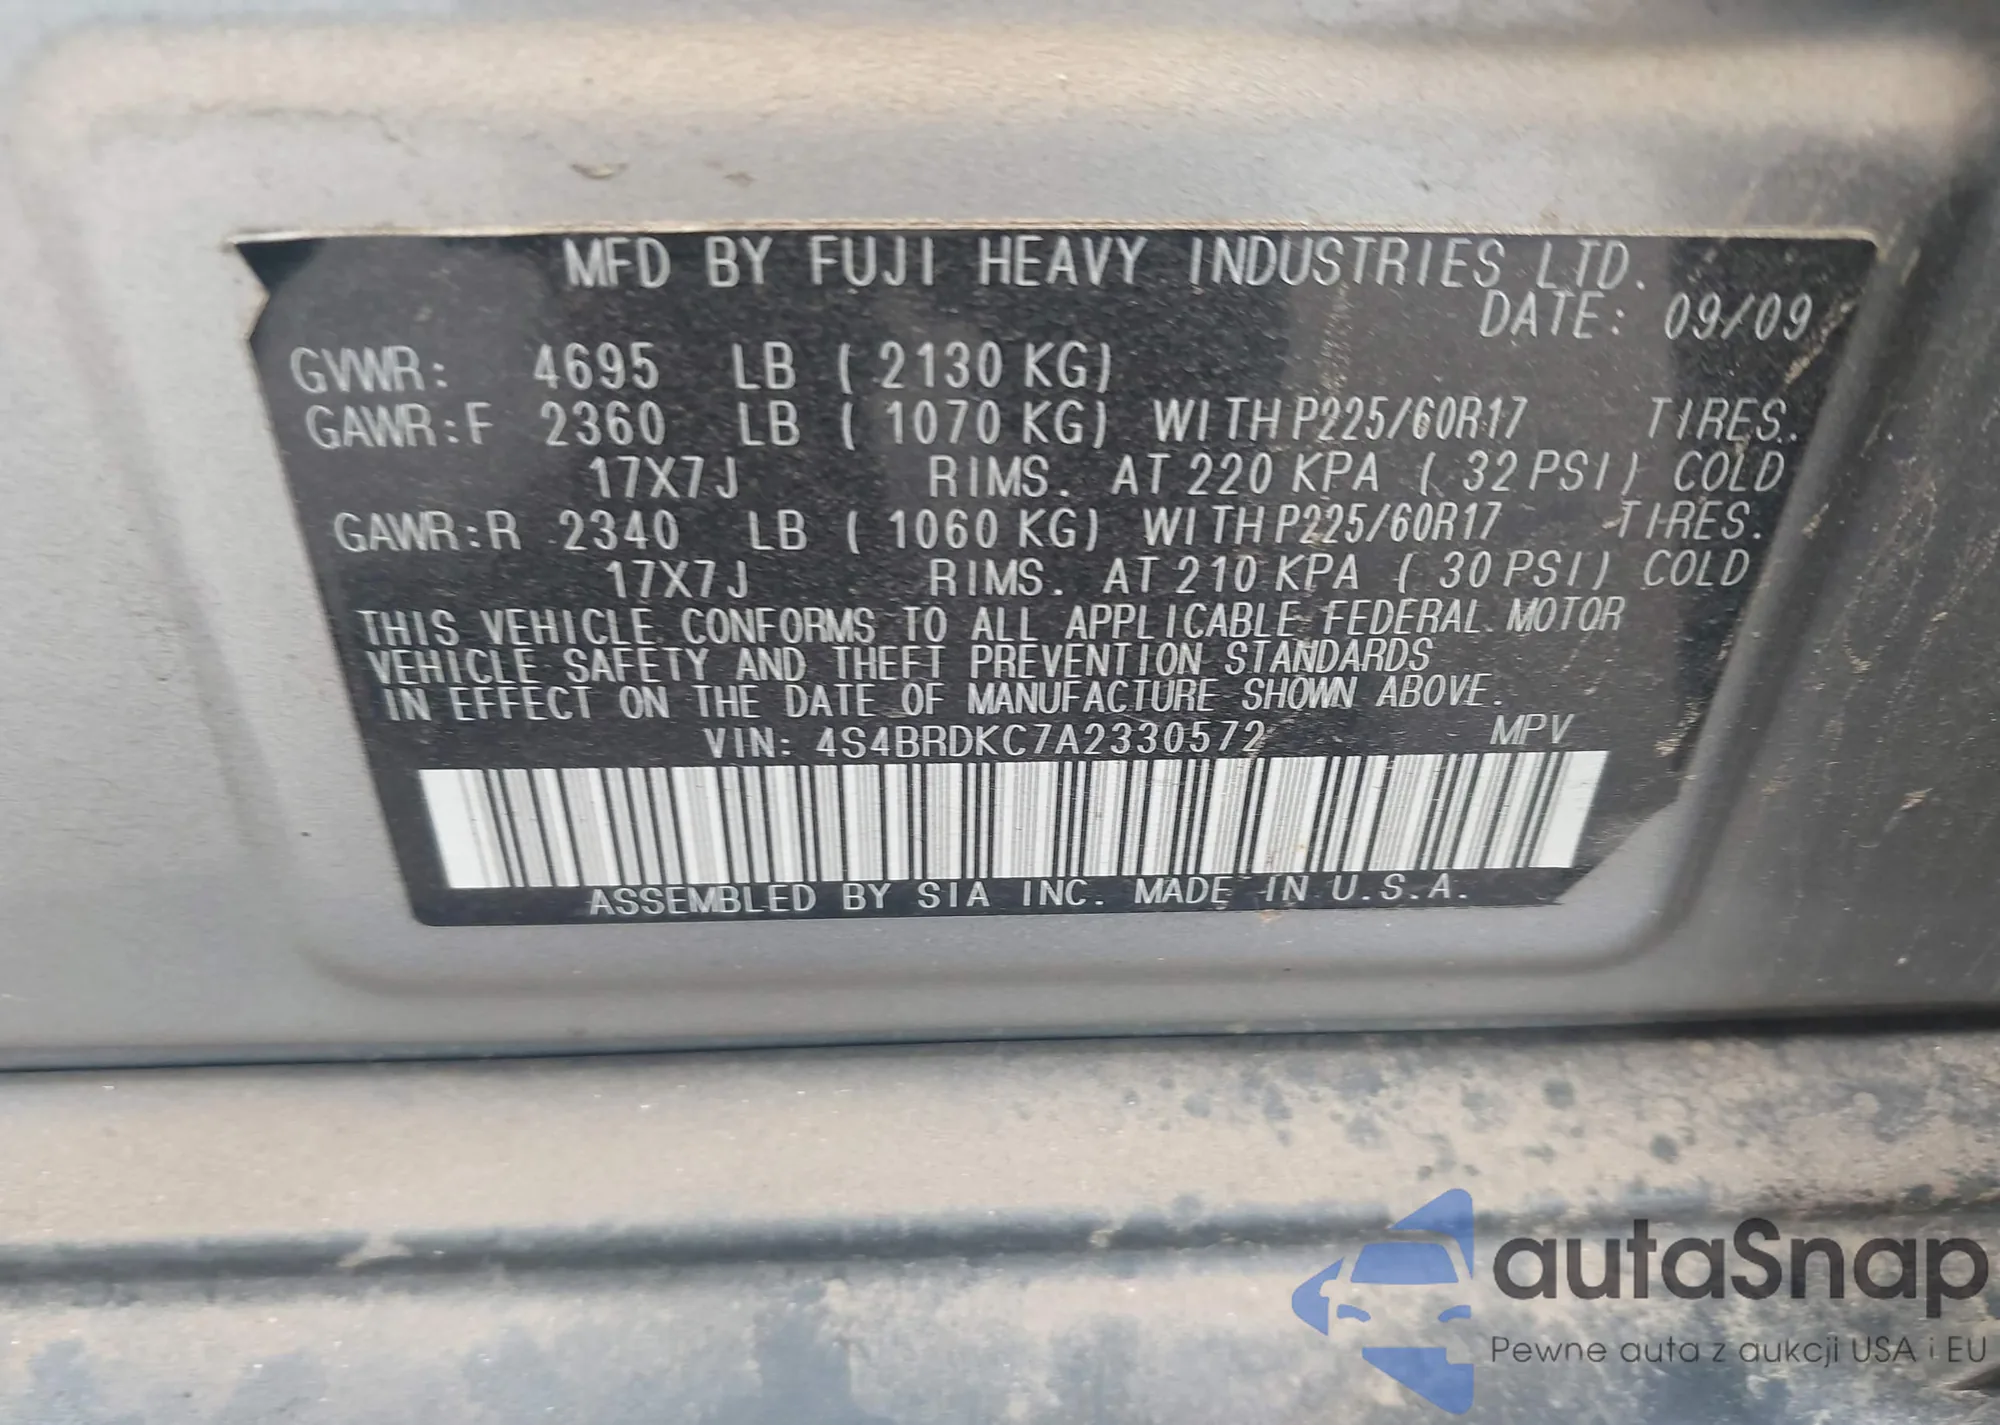 MFD BY FUJI HEAVY INDUSTRIES LTD.
DATE: 09/09
GVWR: 4695 LB ( 2130 KG)
GAWR:F 2360 LB ( 1070 KG) WITH P225/60R17 TIRES.
17X7J RIMS. AT 220 KPA ( 32 PSI) COLD
GAWR:R 2340 LB ( 1060 KG) WITH P225/60R17 TIRES.
17X7J RIMS. AT 210 KPA ( 30 PSI) COLD
THIS VEHICLE CONFORMS TO ALL APPLICABLE FEDERAL MOTOR
VEHICLE SAFETY AND THEFT PREVENTION STANDARDS
IN EFFECT ON THE DATE OF MANUFACTURE SHOWN ABOVE.
VIN: 4S4BRDKC7A2330572 MPV
ASSEMBLED BY SIA INC. MADE IN U.S.A.
autaSnap
Pewne auta z aukcji USA i EU